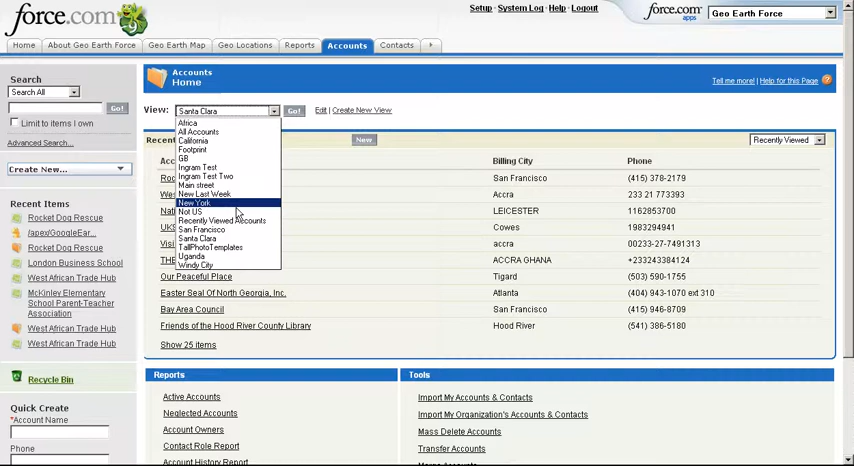 force.com
9
Setup · System Log · Help · Logout
force.com
apps
Geo Earth Force
Home
About Geo Earth Force
Geo Earth Map
Geo Locations
Reports
Accounts
Contacts
Search
Search All
Go!
Limit to items I own
Advanced Search...
Create New...
Recent Items
Rocket Dog Rescue
/apex/GoogleEar...
Rocket Dog Rescue
London Business School
West African Trade Hub
McKinley Elementary
School Parent-Teacher
Association
West African Trade Hub
West African Trade Hub
Recycle Bin
Quick Create
*Account Name
Phone
Accounts
Home
Tell me more! | Help for this Page
View:
Santa Clara
Go!
Edit | Create New View
Africa
All Accounts
California
Footprint
GB
Ingram Test
Ingram Test Two
Main street
New Last Week
New York
Not US
Recently Viewed Accounts
San Francisco
Santa Clara
TallPhotoTemplates
Uganda
Windy City
Recent
New
Recently Viewed
Billing City
Phone
San Francisco
(415) 378-2179
Accra
233 21 773393
LEICESTER
1162853700
Cowes
1983294941
accra
00233-27-7491313
ACCRA GHANA
+233243384124
Our Peaceful Place
Tigard
(503) 590-1755
Easter Seal Of North Georgia, Inc.
Atlanta
(404) 943-1070 ext 310
Bay Area Council
San Francisco
(415) 946-8709
Friends of the Hood River County Library
Hood River
(541) 386-5180
Show 25 items
Reports
Active Accounts
Neglected Accounts
Account Owners
Contact Role Report
Account History Report
Tools
Import My Accounts & Contacts
Import My Organization's Accounts & Contacts
Mass Delete Accounts
Transfer Accounts